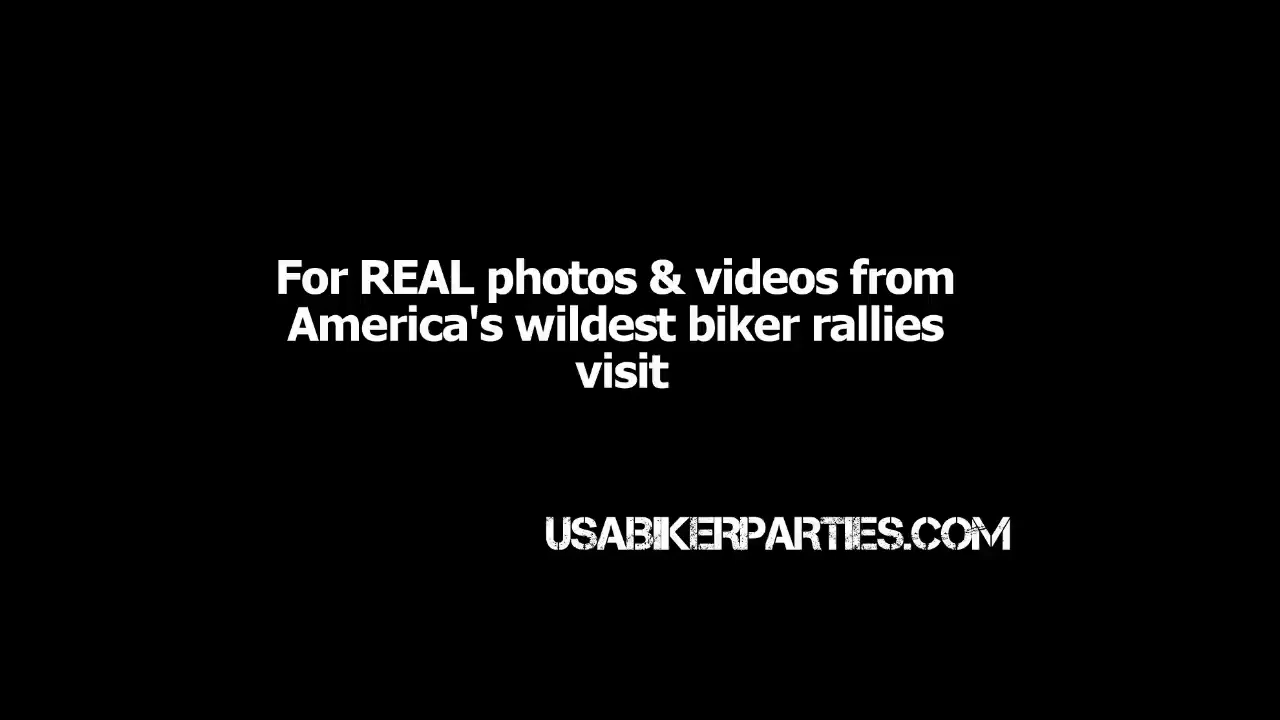 For REAL photos & videos from
America's wildest biker rallies
visit
USABIKERPARTIES.COM